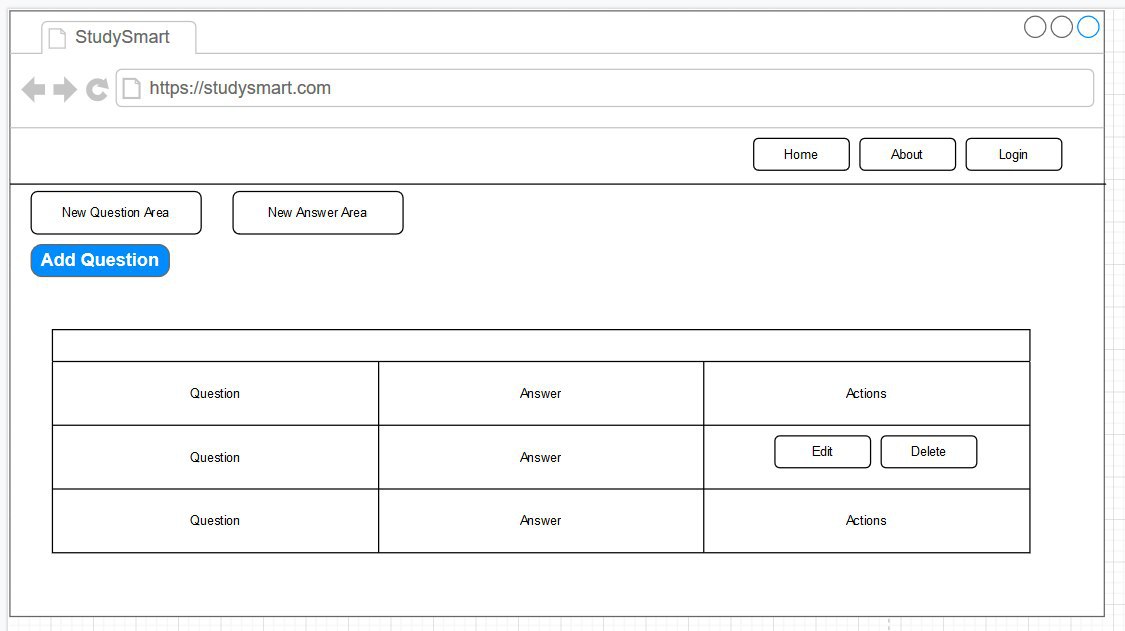 StudySmart
https://studysmart.com
Home About Login
New Question Area New Answer Area
Add Question
Question Answer Actions
Question Answer Edit Delete
Question Answer Actions